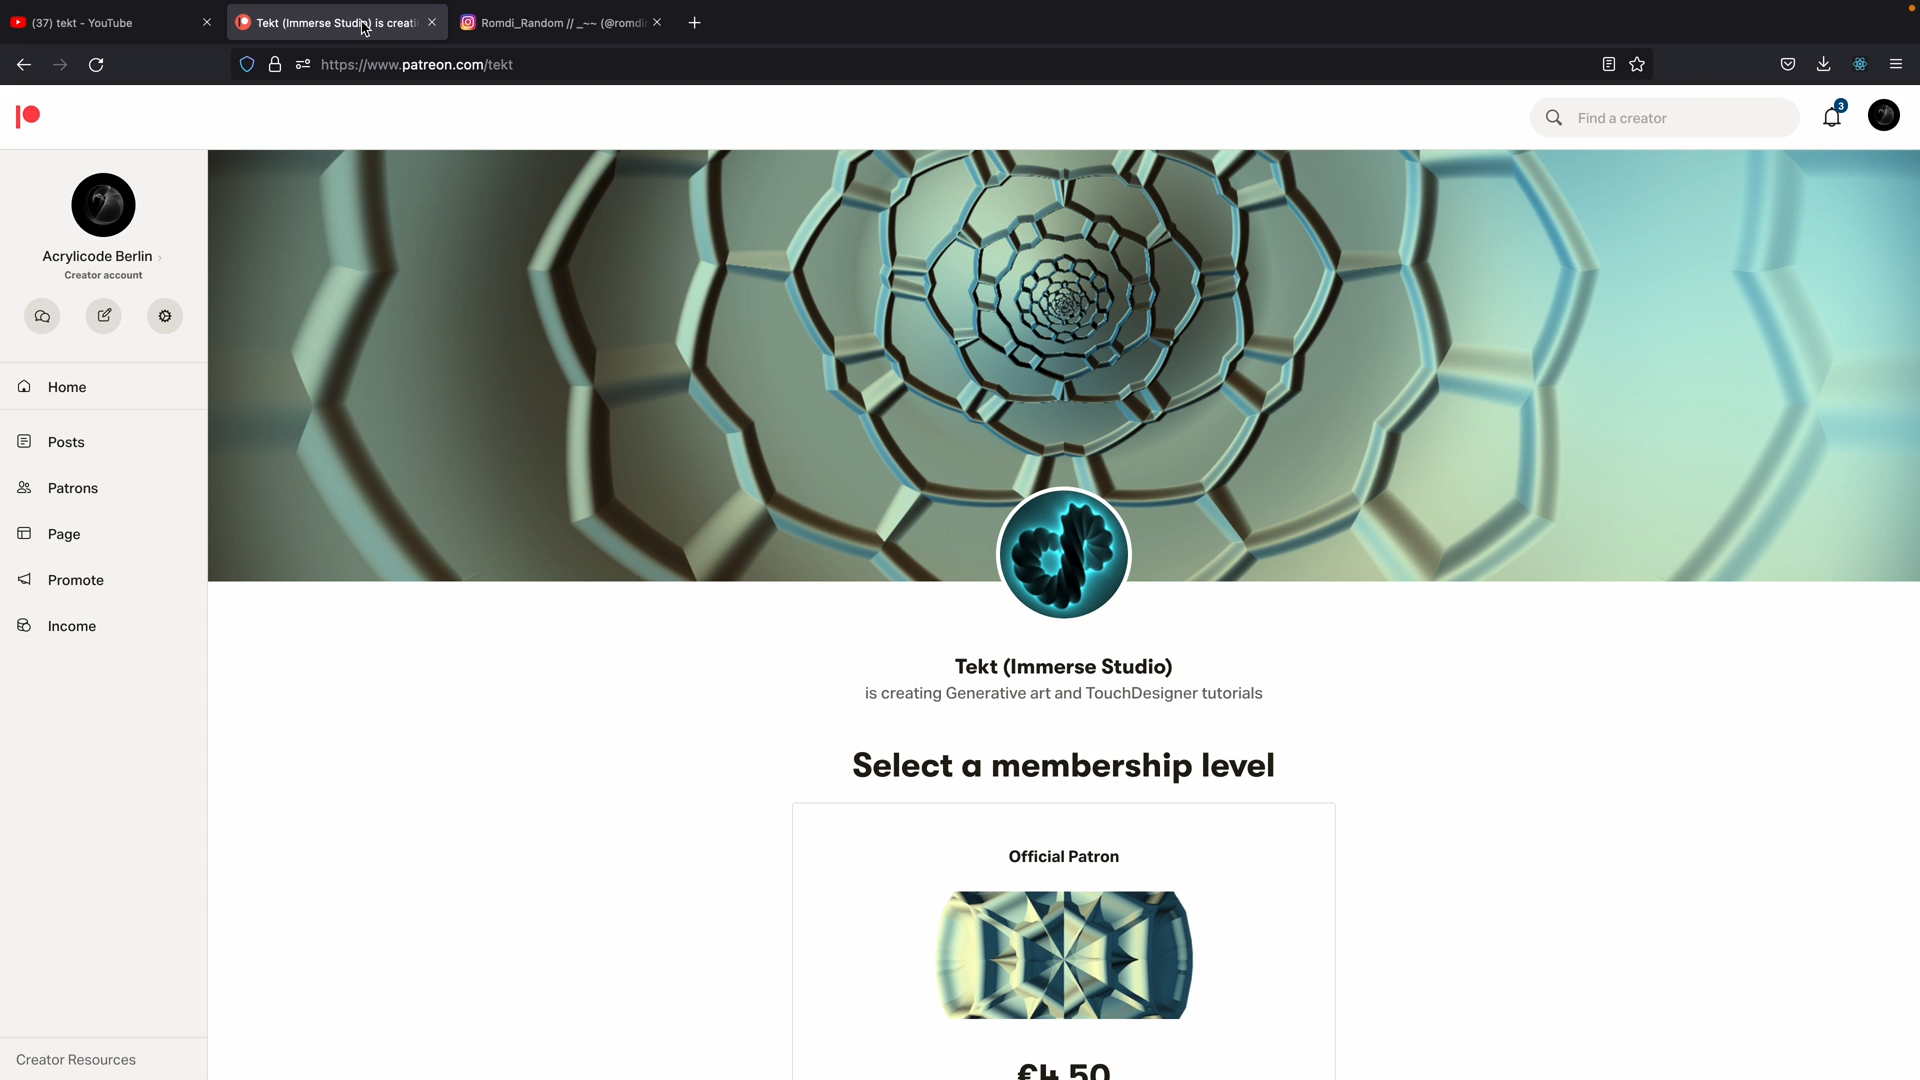 (37) tekt - YouTube
Tekt (Immerse Studio) is creati
Romdi_Random // _~~ (@romdi
https://www.patreon.com/tekt
Find a creator
3
Acrylicode Berlin
Creator account
Home
Posts
Patrons
Page
Promote
Income
Creator Resources
Tekt (Immerse Studio)
is creating Generative art and TouchDesigner tutorials
Select a membership level
Official Patron
€4.50